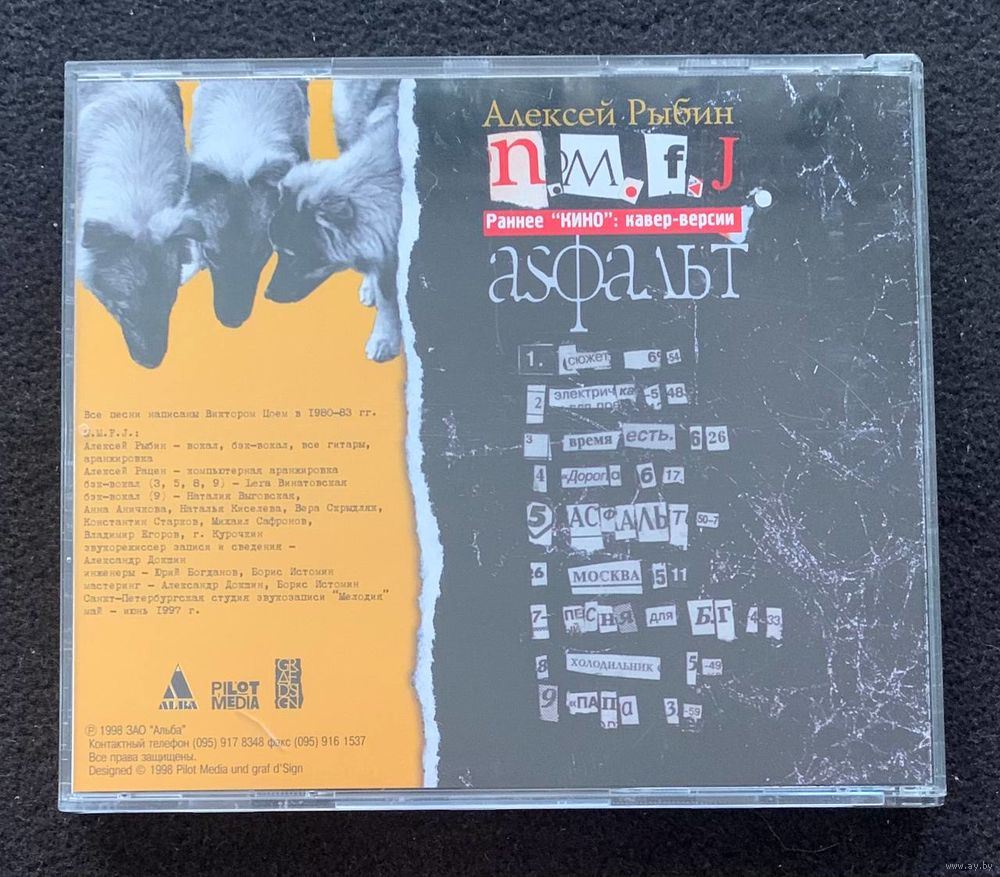 Алексей Рыбин
n.M.f.J
Раннее "КИНО": кавер-версии
аsфальт
1. сюжет 6 54
2 электричка -5 48
3 время есть. 6 26
4 «Дорога 6 17.
5 АСФАЛЬТ 50-7
6 МОСКВА 5 11
7- ПЕСНЯ для БГ 4-33
8 ХОЛОДИЛЬНИК 5 -49
9 «ПАПА 3 -59
Все песни написаны Виктором Цоем в 1980-83 гг.
N.M.F.J.:
Алексей Рыбин - вокал, бэк-вокал, все гитары,
аранжировка
Алексей Рацен - компьютерная аранжировка
бэк-вокал (3, 5, 8, 9) - Lera Винатовская
бэк-вокал (9) - Наталия Выговская,
Анна Аничкова, Наталья Киселева, Вера Скрыдляк,
Константин Старков, Михаил Сафронов,
Владимир Егоров, г. Курочкин
звукорежиссер записи и сведения -
Александр Докшин
инженеры - Юрий Богданов, Борис Истомин
мастеринг - Александр Докшин, Борис Истомин
Санкт-Петербургская студия звукозаписи "Мелодия"
май - июнь 1997 г.
ALBA
PILOT
MEDIA
GRAFDSIGN
℗ 1998 ЗАО "Альба"
Контактный телефон (095) 917 8348 факс (095) 916 1537
Все права защищены.
Designed © 1998 Pilot Media und graf d'Sign
www.ay.by